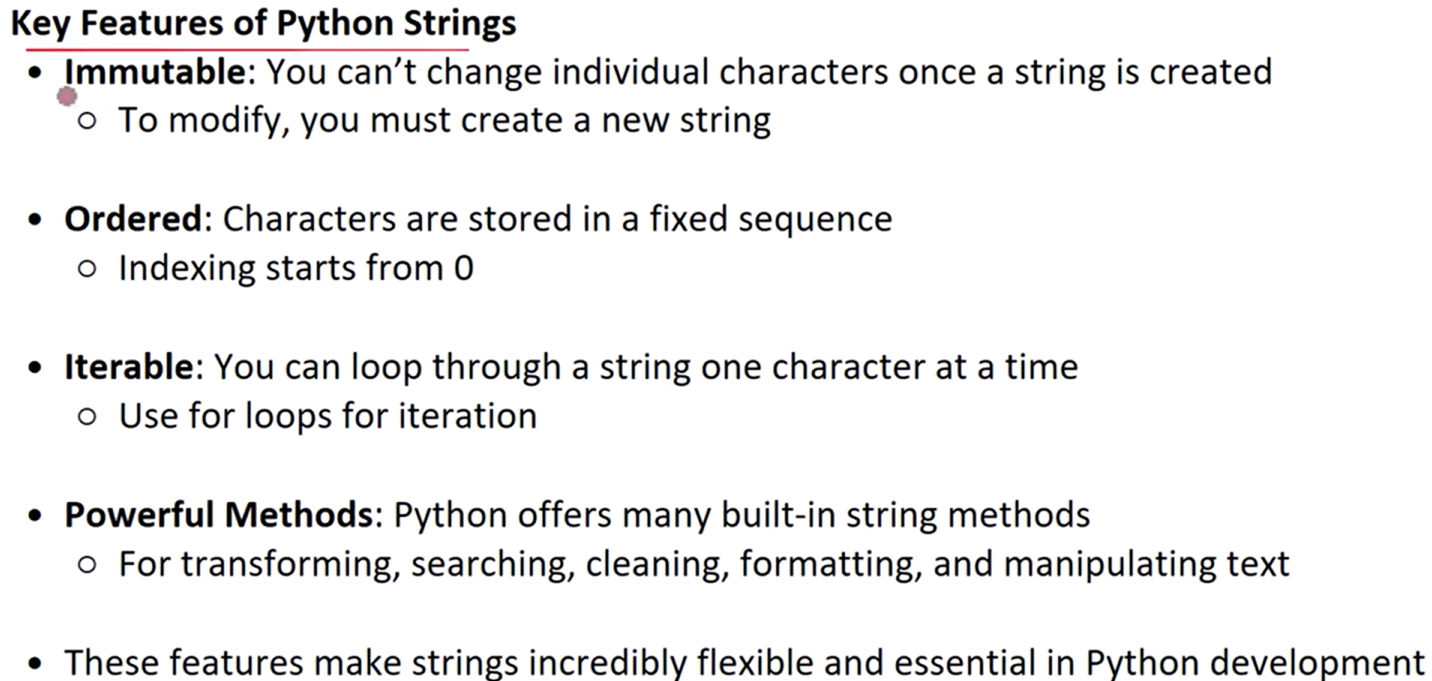 Key Features of Python Strings
• Immutable: You can’t change individual characters once a string is created
○ To modify, you must create a new string
• Ordered: Characters are stored in a fixed sequence
○ Indexing starts from 0
• Iterable: You can loop through a string one character at a time
○ Use for loops for iteration
• Powerful Methods: Python offers many built-in string methods
○ For transforming, searching, cleaning, formatting, and manipulating text
• These features make strings incredibly flexible and essential in Python development